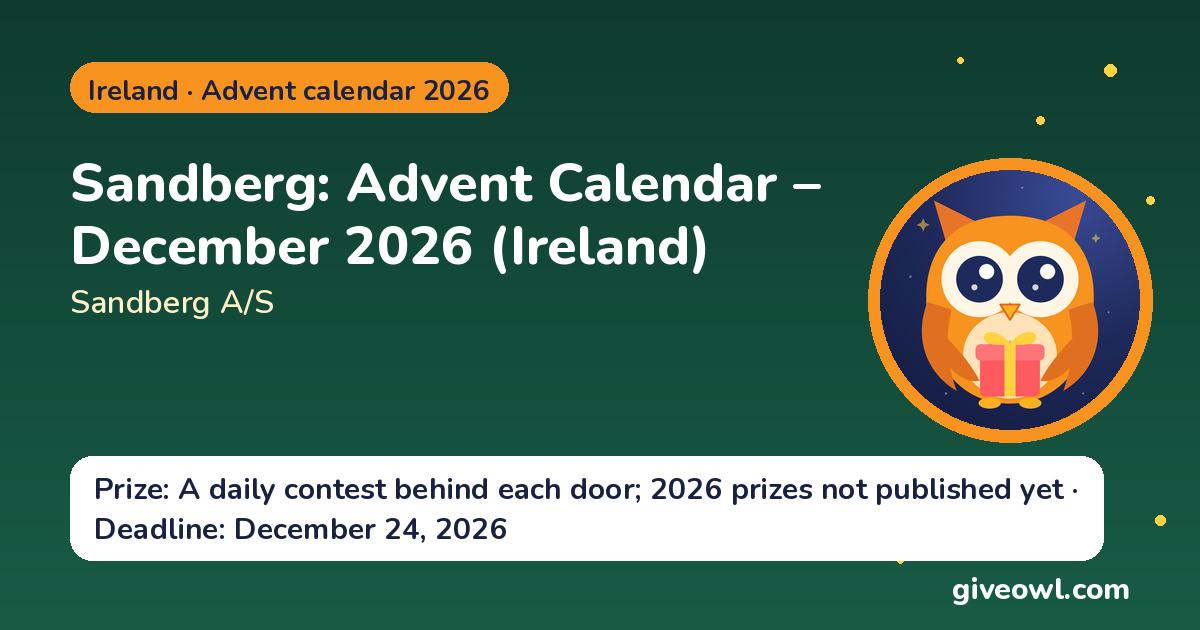 Ireland · Advent calendar 2026
Sandberg: Advent Calendar –
December 2026 (Ireland)
Sandberg A/S
Prize: A daily contest behind each door; 2026 prizes not published yet ·
Deadline: December 24, 2026
giveowl.com